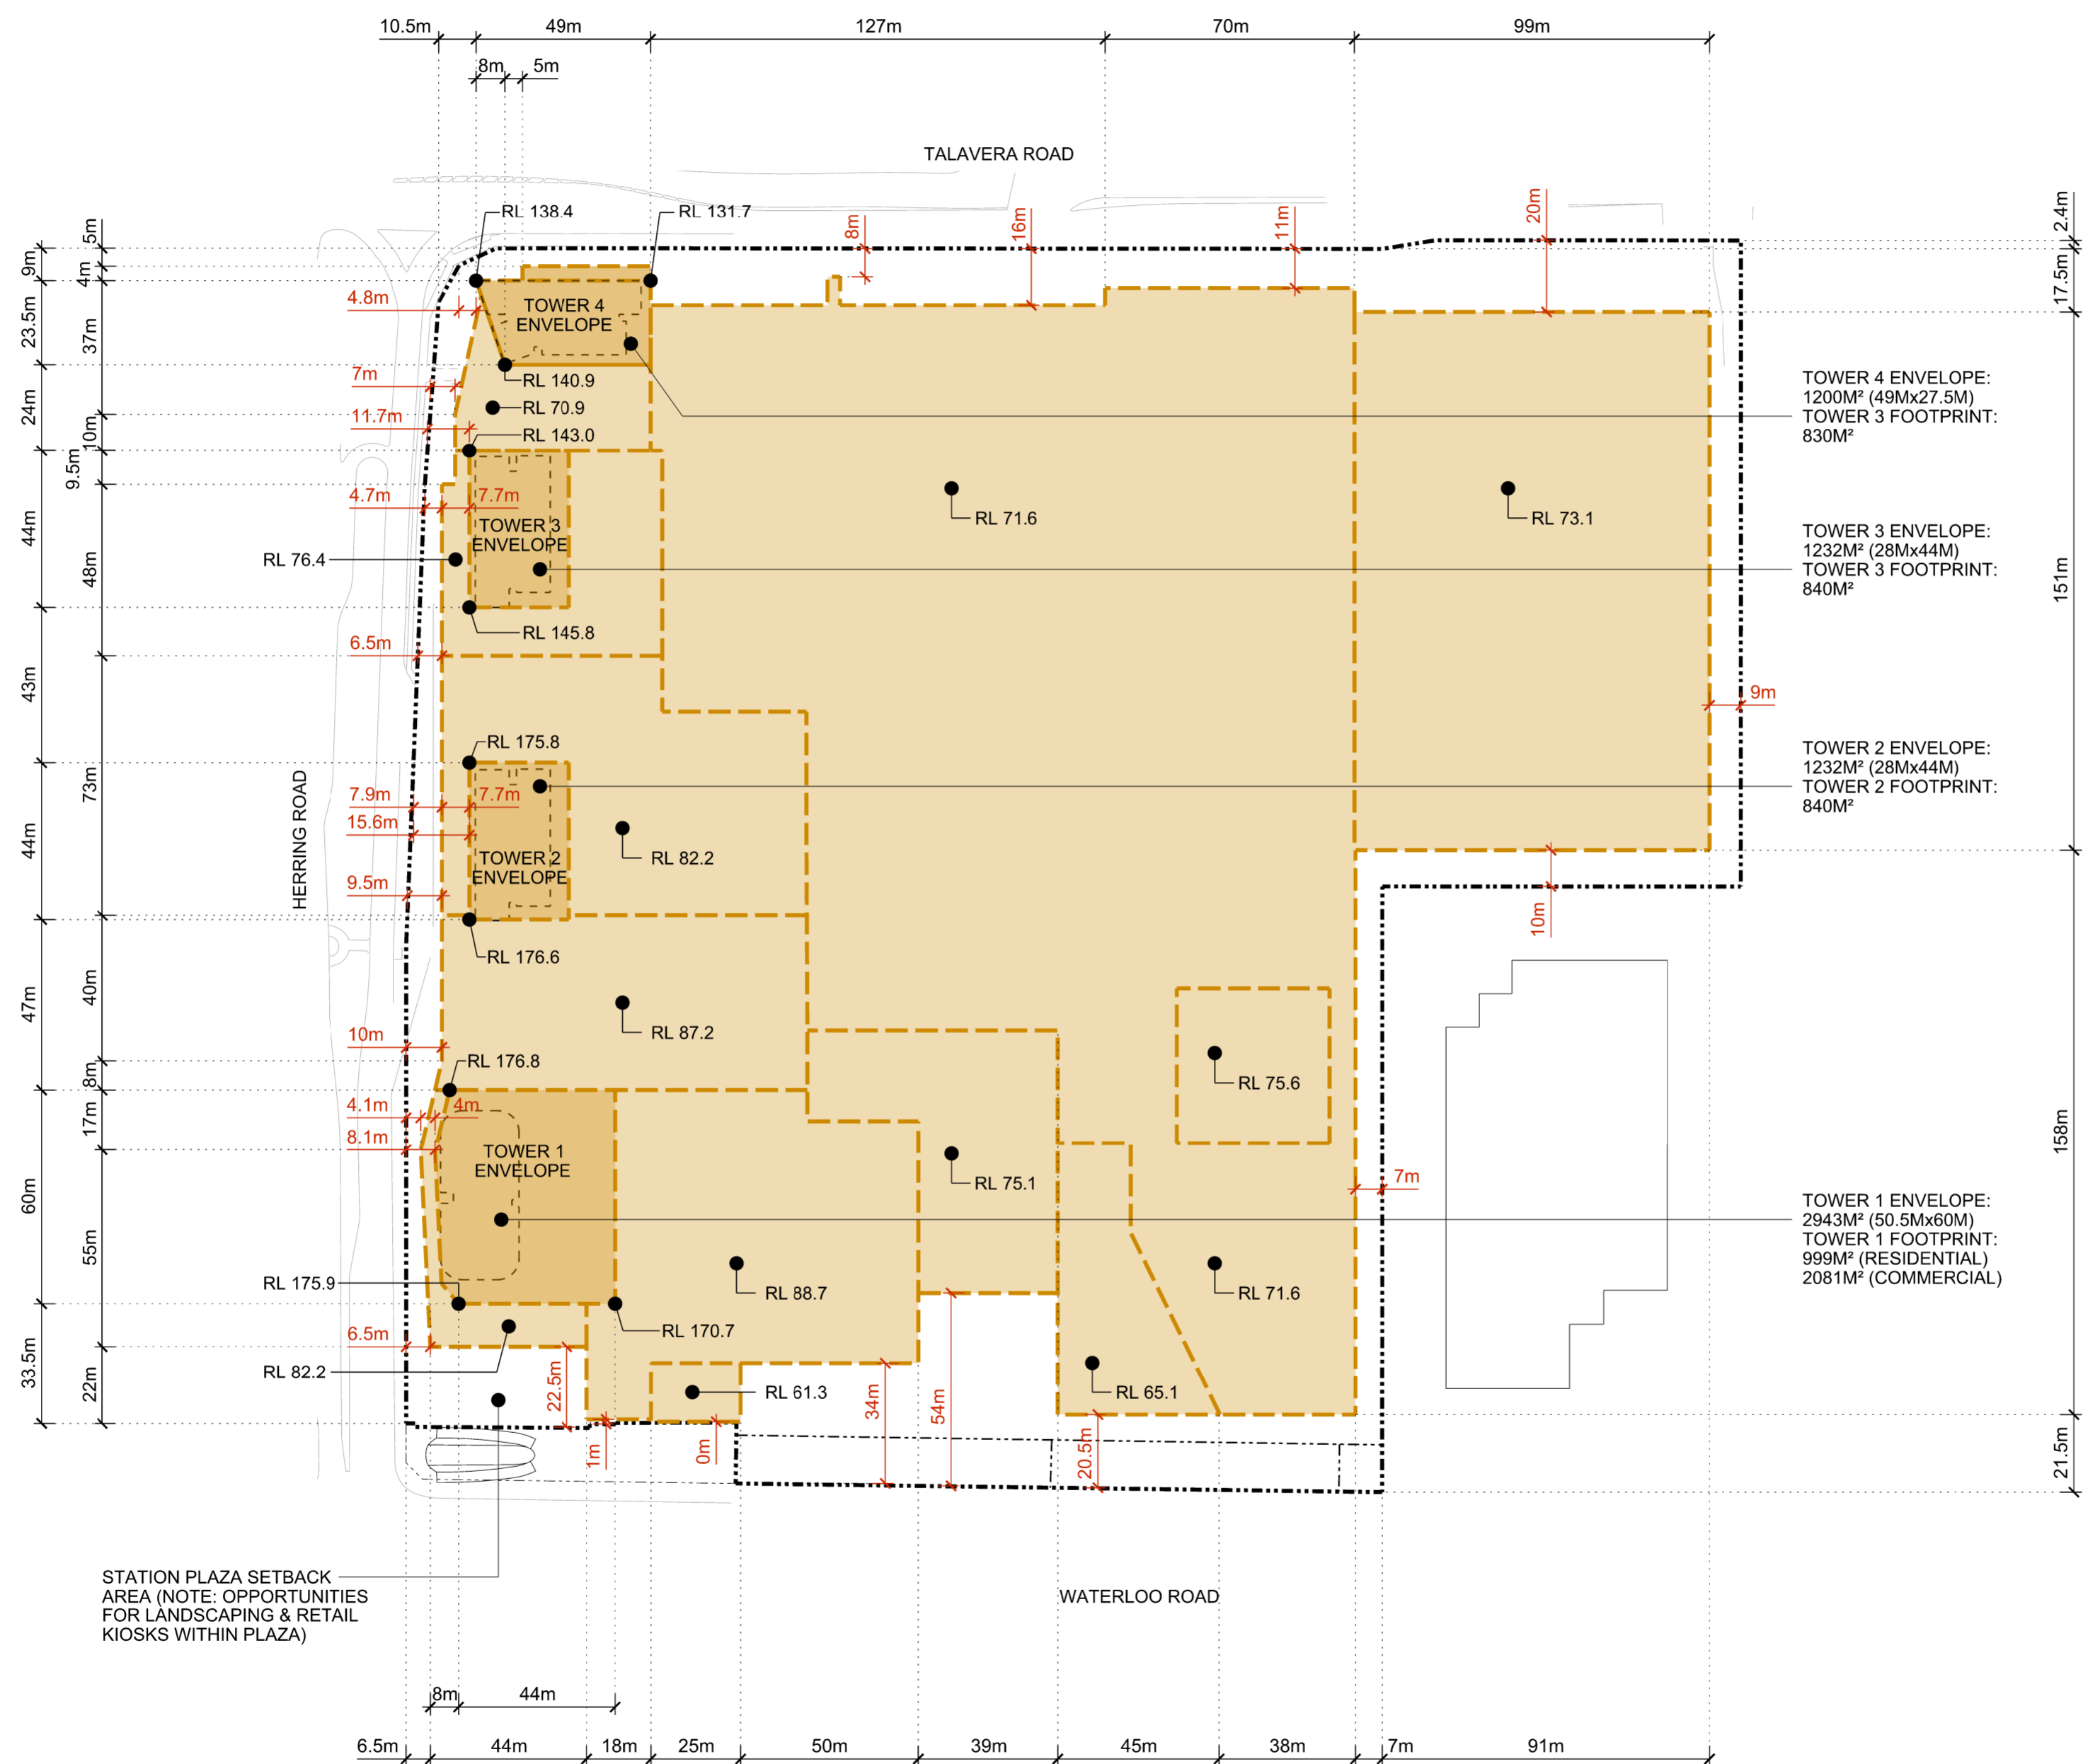 10.5m 49m 127m 70m 99m
8m 5m
TALAVERA ROAD
RL 138.4 RL 131.7
8m 16m 11m 20m
5m 9m 4m 23.5m 37m 24m 10m 9.5m 44m 48m 43m 73m 44m 47m 40m 8m 17m 60m 55m 33.5m 22m
2.4m 17.5m 151m 158m 21.5m
4.8m
TOWER 4
ENVELOPE
7m
RL 140.9
RL 70.9
11.7m
RL 143.0
4.7m 7.7m
TOWER 3
ENVELOPE
RL 76.4
RL 71.6
RL 73.1
RL 145.8
6.5m
TOWER 4 ENVELOPE:
1200M² (49Mx27.5M)
TOWER 3 FOOTPRINT:
830M²
TOWER 3 ENVELOPE:
1232M² (28Mx44M)
TOWER 3 FOOTPRINT:
840M²
9m
RL 175.8
HERRING ROAD
7.9m 7.7m
15.6m
TOWER 2
ENVELOPE
RL 82.2
9.5m
TOWER 2 ENVELOPE:
1232M² (28Mx44M)
TOWER 2 FOOTPRINT:
840M²
10m
RL 176.6
RL 87.2
10m
RL 176.8
RL 75.6
4.1m 4m
8.1m
TOWER 1
ENVELOPE
RL 75.1
7m
TOWER 1 ENVELOPE:
2943M² (50.5Mx60M)
TOWER 1 FOOTPRINT:
999M² (RESIDENTIAL)
2081M² (COMMERCIAL)
RL 175.9
RL 88.7
RL 71.6
RL 170.7
6.5m
RL 82.2
22.5m
RL 61.3
34m
54m
RL 65.1
1m
0m
20.5m
STATION PLAZA SETBACK
AREA (NOTE: OPPORTUNITIES
FOR LANDSCAPING & RETAIL
KIOSKS WITHIN PLAZA)
WATERLOO ROAD
8m 44m
6.5m 44m 18m 25m 50m 39m 45m 38m 7m 91m